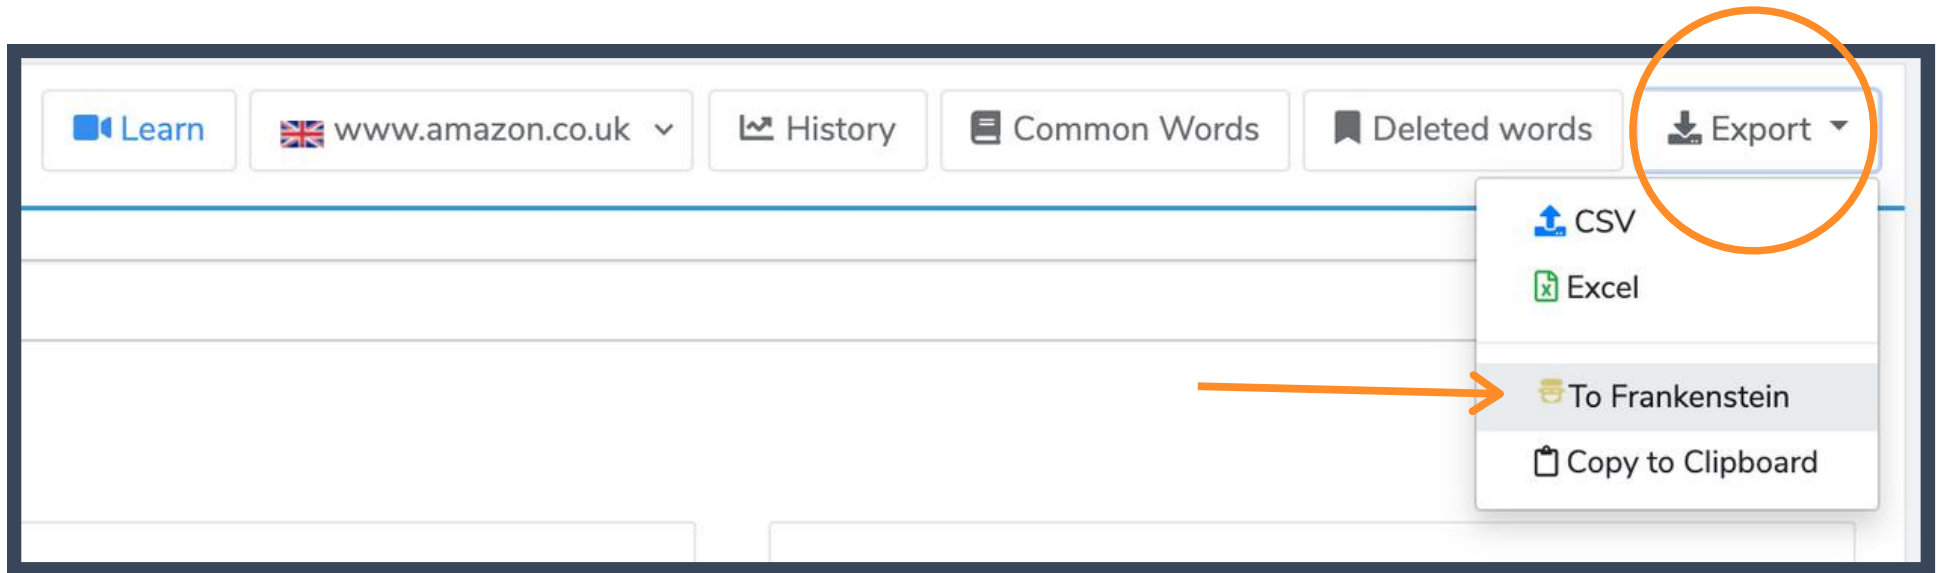 Learn
www.amazon.co.uk
History
Common Words
Deleted words
Export
CSV
Excel
To Frankenstein
Copy to Clipboard